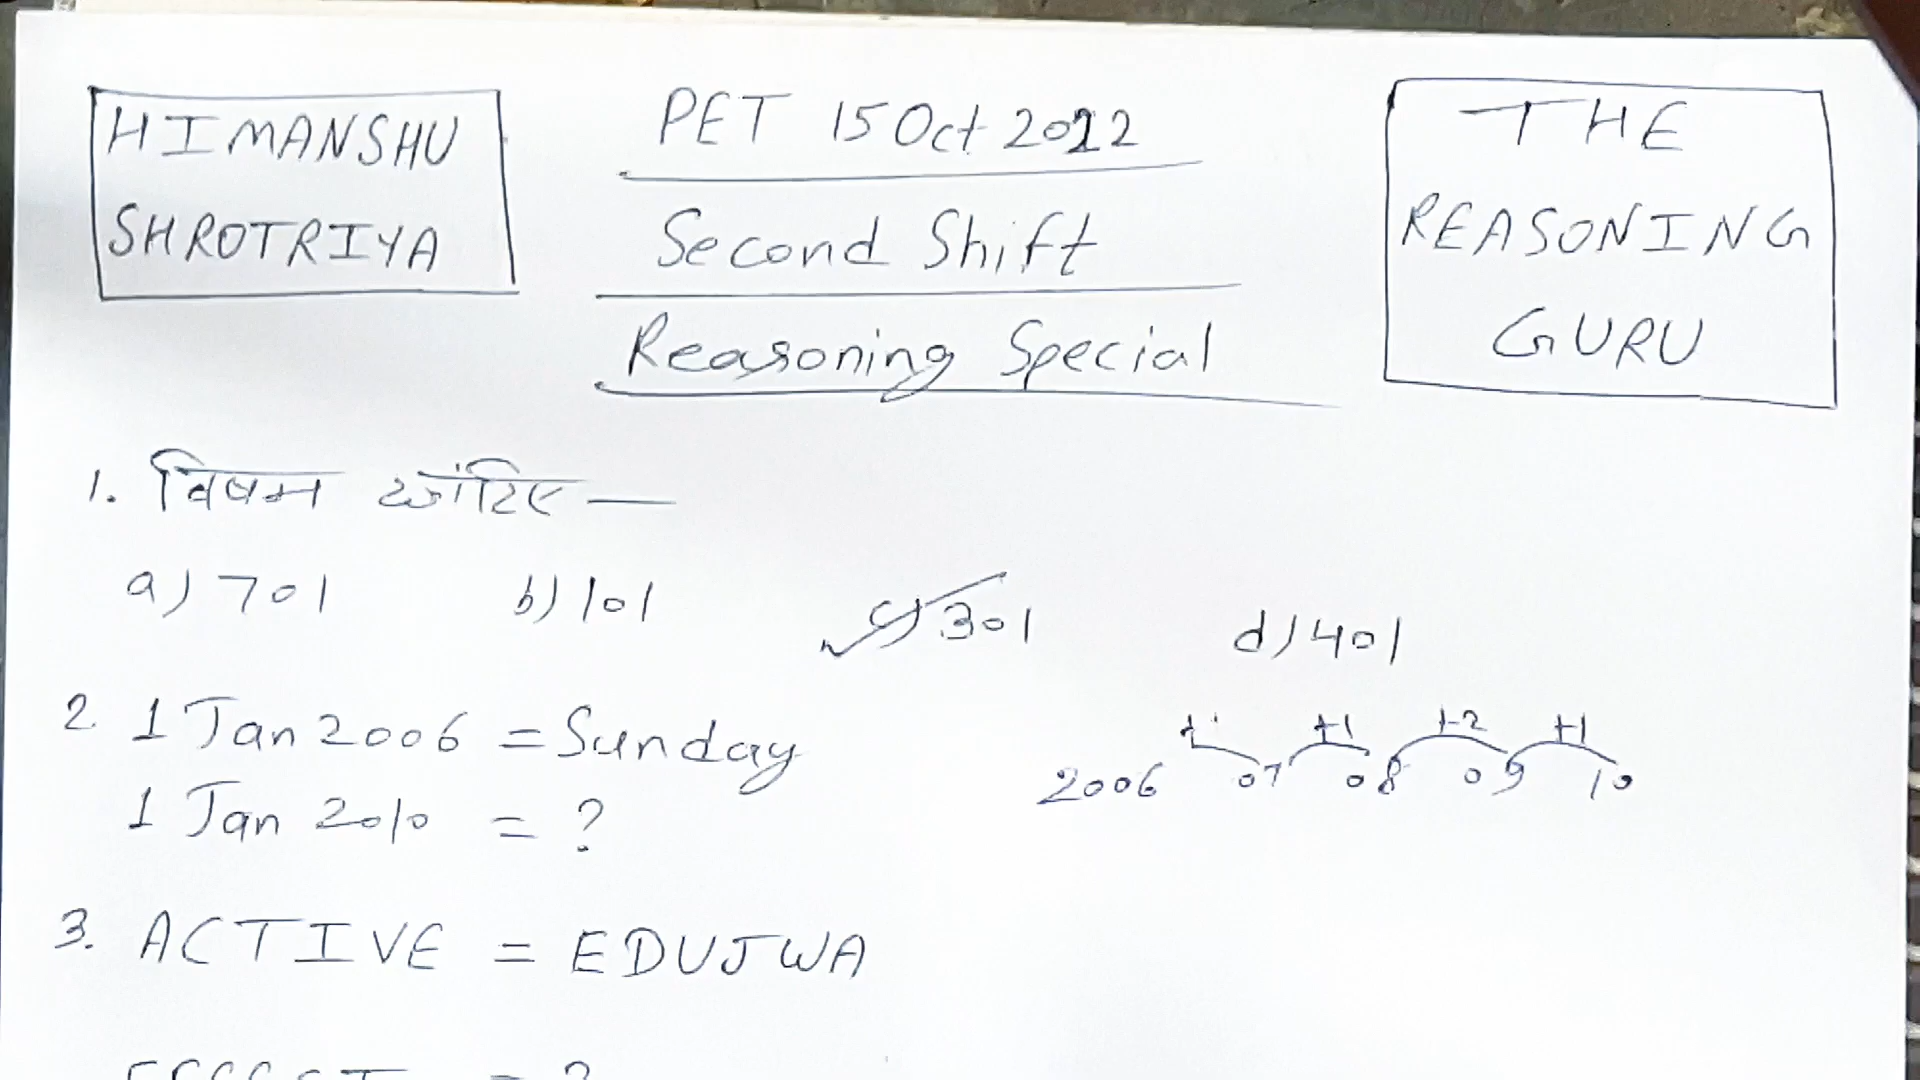 HIMANSHU
SHROTRIYA
PET 15 Oct 2022
Second Shift
Reasoning Special
THE
REASONING
GURU
1. विषम छांटिए —
a) 701 b) 101 c) 301 d) 401
2 1 Jan 2006 = Sunday
1 Jan 2010 = ?
+1 +1 +2 +1
2006 07 08 09 10
3. ACTIVE = EDUJWA